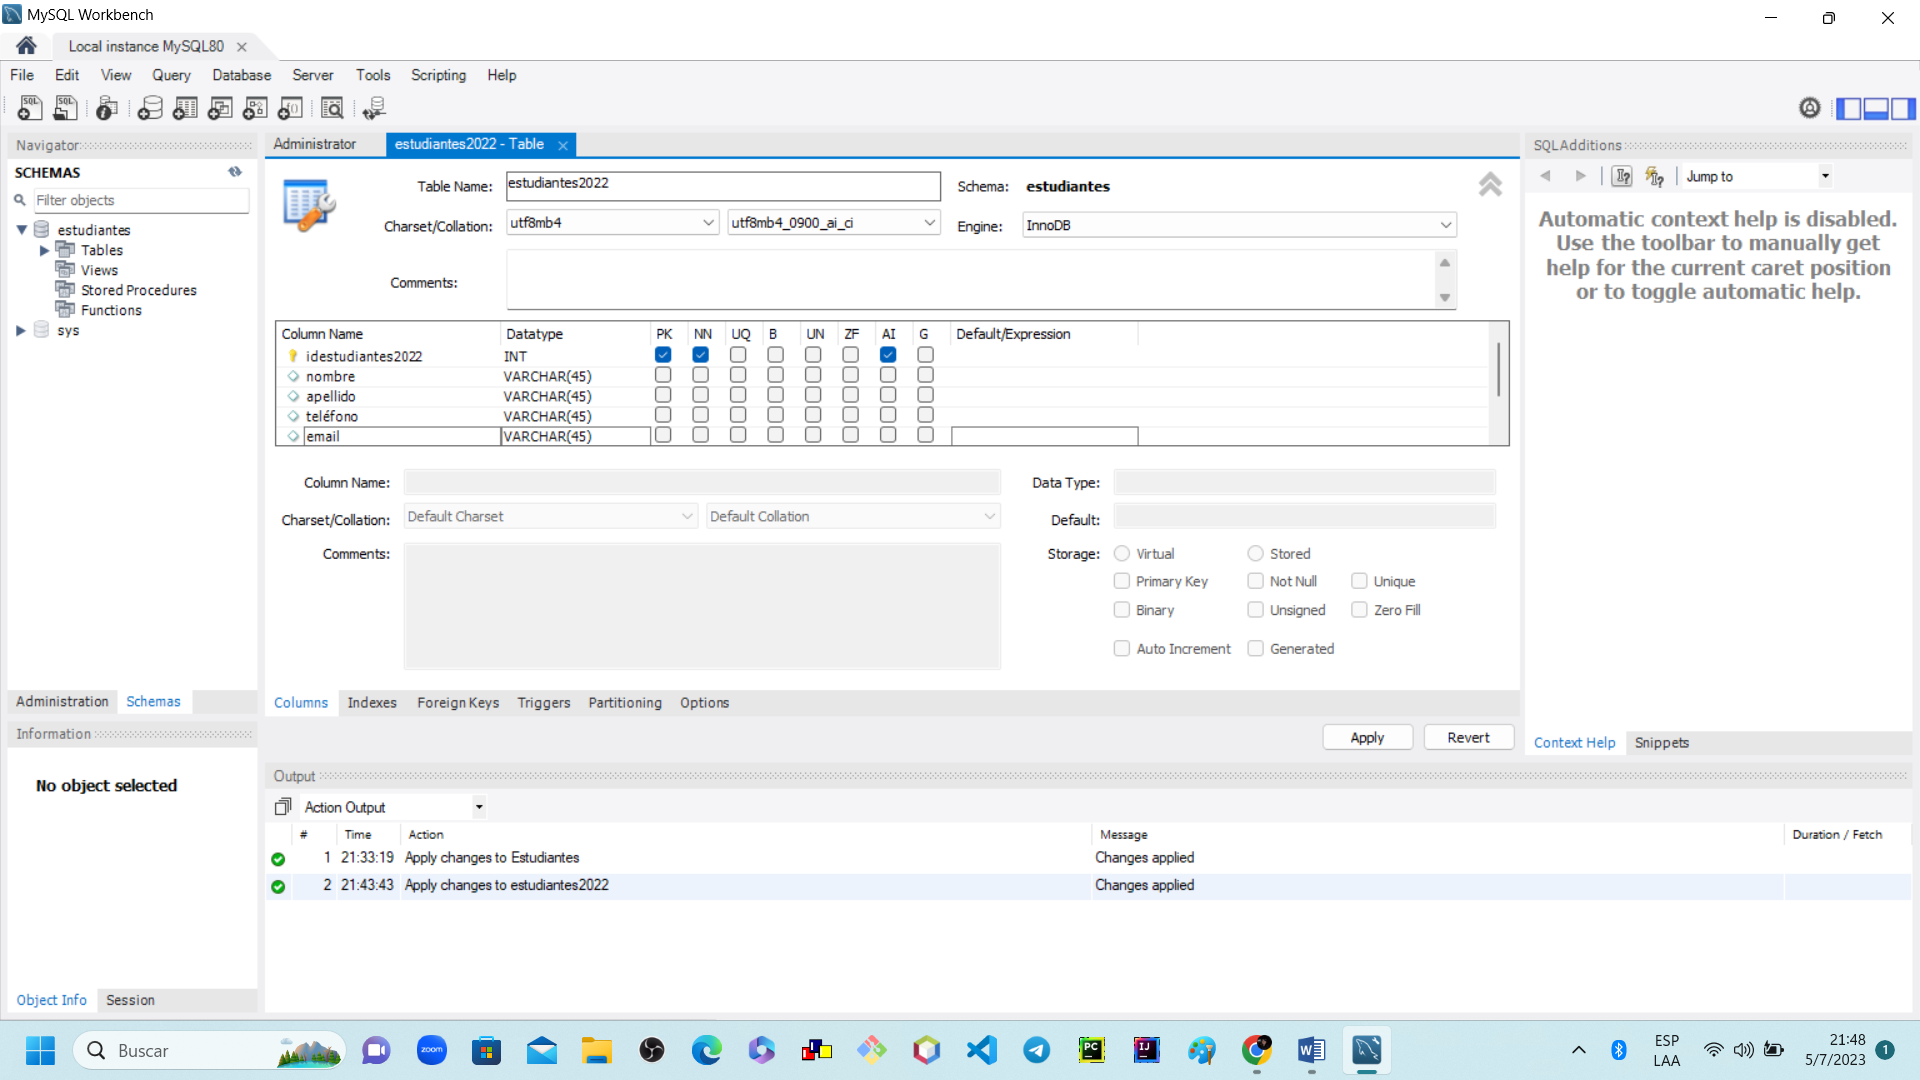 MySQL Workbench
Local instance MySQL80
File Edit View Query Database Server Tools Scripting Help
Navigator
SCHEMAS
Filter objects
estudiantes
Tables
Views
Stored Procedures
Functions
sys
Administration Schemas
Information
No object selected
Object Info Session
Administrator estudiantes2022 - Table
Table Name: estudiantes2022 Schema: estudiantes
Charset/Collation: utf8mb4 utf8mb4_0900_ai_ci Engine: InnoDB
Comments:
Column Name Datatype PK NN UQ B UN ZF AI G Default/Expression
idestudiantes2022 INT
nombre VARCHAR(45)
apellido VARCHAR(45)
teléfono VARCHAR(45)
email VARCHAR(45)
Column Name: Data Type:
Charset/Collation: Default Charset Default Collation Default:
Comments: Storage: Virtual Stored
Primary Key Not Null Unique
Binary Unsigned Zero Fill
Auto Increment Generated
Columns Indexes Foreign Keys Triggers Partitioning Options
Apply Revert
SQLAdditions
Jump to
Automatic context help is disabled.
Use the toolbar to manually get
help for the current caret position
or to toggle automatic help.
Context Help Snippets
Output
Action Output
# Time Action Message Duration / Fetch
1 21:33:19 Apply changes to Estudiantes Changes applied
2 21:43:43 Apply changes to estudiantes2022 Changes applied
Buscar
zoom
PC
IJ
ESP
LAA
21:48
5/7/2023
1